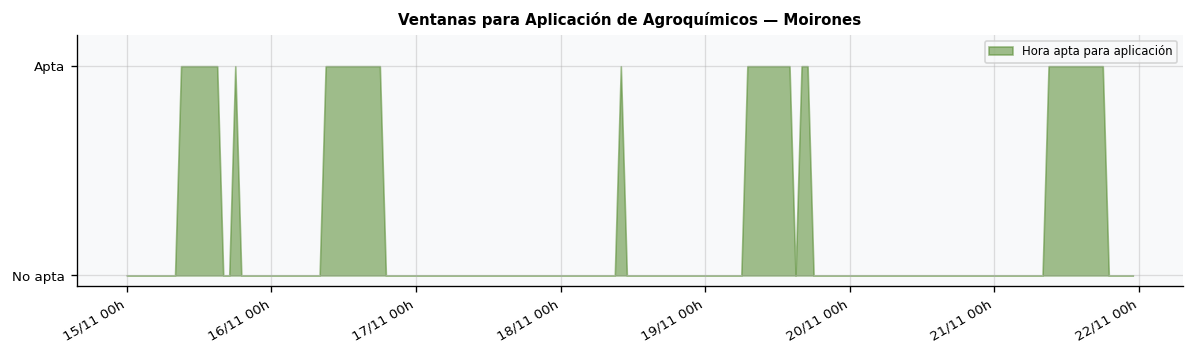 Ventanas para Aplicación de Agroquímicos — Moirones
Hora apta para aplicación
Apta
No apta
15/11 00h
16/11 00h
17/11 00h
18/11 00h
19/11 00h
20/11 00h
21/11 00h
22/11 00h